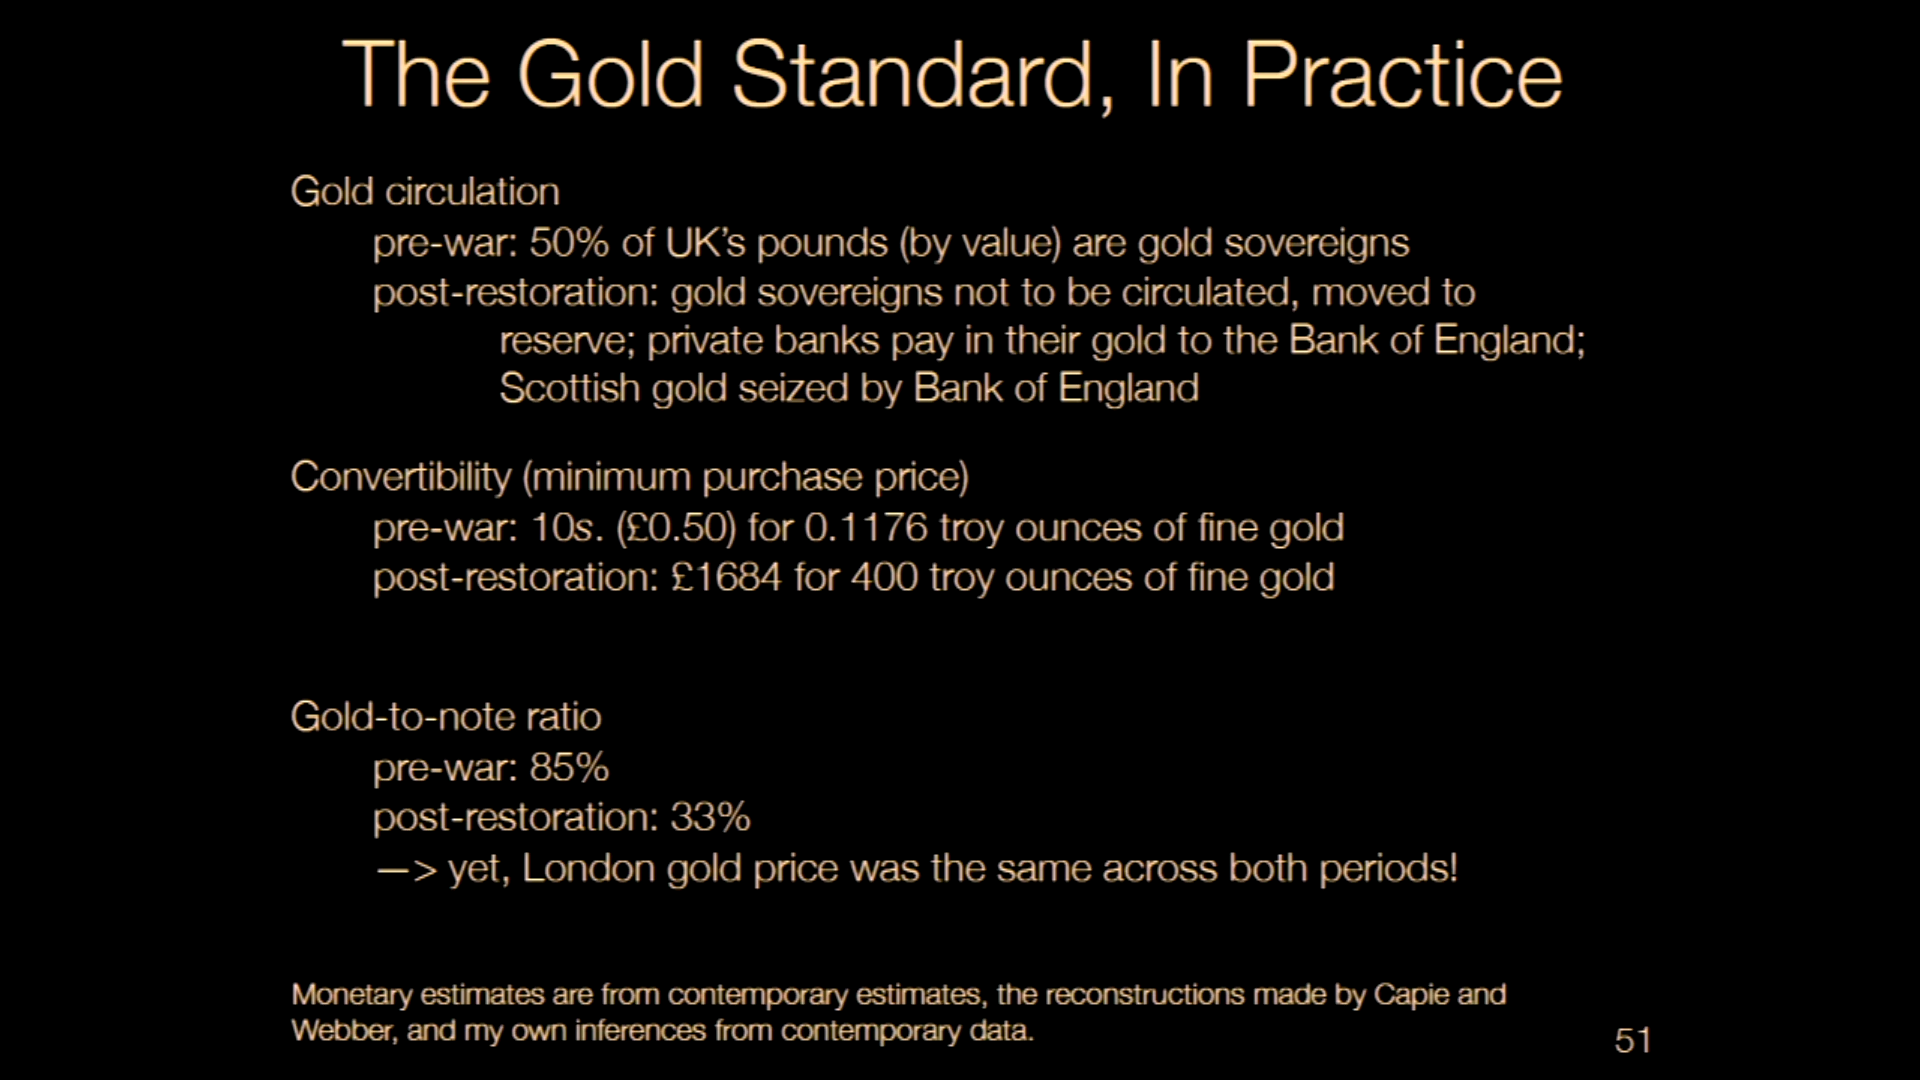 The Gold Standard, In Practice
Gold circulation
pre-war: 50% of UK's pounds (by value) are gold sovereigns
post-restoration: gold sovereigns not to be circulated, moved to
reserve; private banks pay in their gold to the Bank of England;
Scottish gold seized by Bank of England
Convertibility (minimum purchase price)
pre-war: 10s. (£0.50) for 0.1176 troy ounces of fine gold
post-restoration: £1684 for 400 troy ounces of fine gold
Gold-to-note ratio
pre-war: 85%
post-restoration: 33%
—> yet, London gold price was the same across both periods!
Monetary estimates are from contemporary estimates, the reconstructions made by Capie and
Webber, and my own inferences from contemporary data.
51